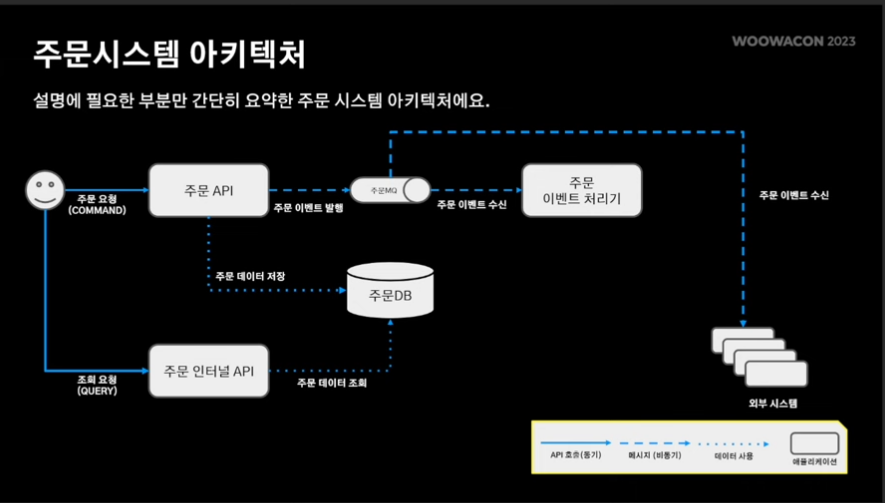 주문시스템 아키텍처
WOOWACON 2023
설명에 필요한 부분만 간단히 요약한 주문 시스템 아키텍처에요.
주문 요청
(COMMAND)
주문 API
주문 이벤트 발행
주문MQ
주문 이벤트 수신
주문
이벤트 처리기
주문 이벤트 수신
주문 데이터 저장
주문DB
조회 요청
(QUERY)
주문 인터널 API
주문 데이터 조회
외부 시스템
API 호출(동기)
메시지 (비동기)
데이터 사용
애플리케이션